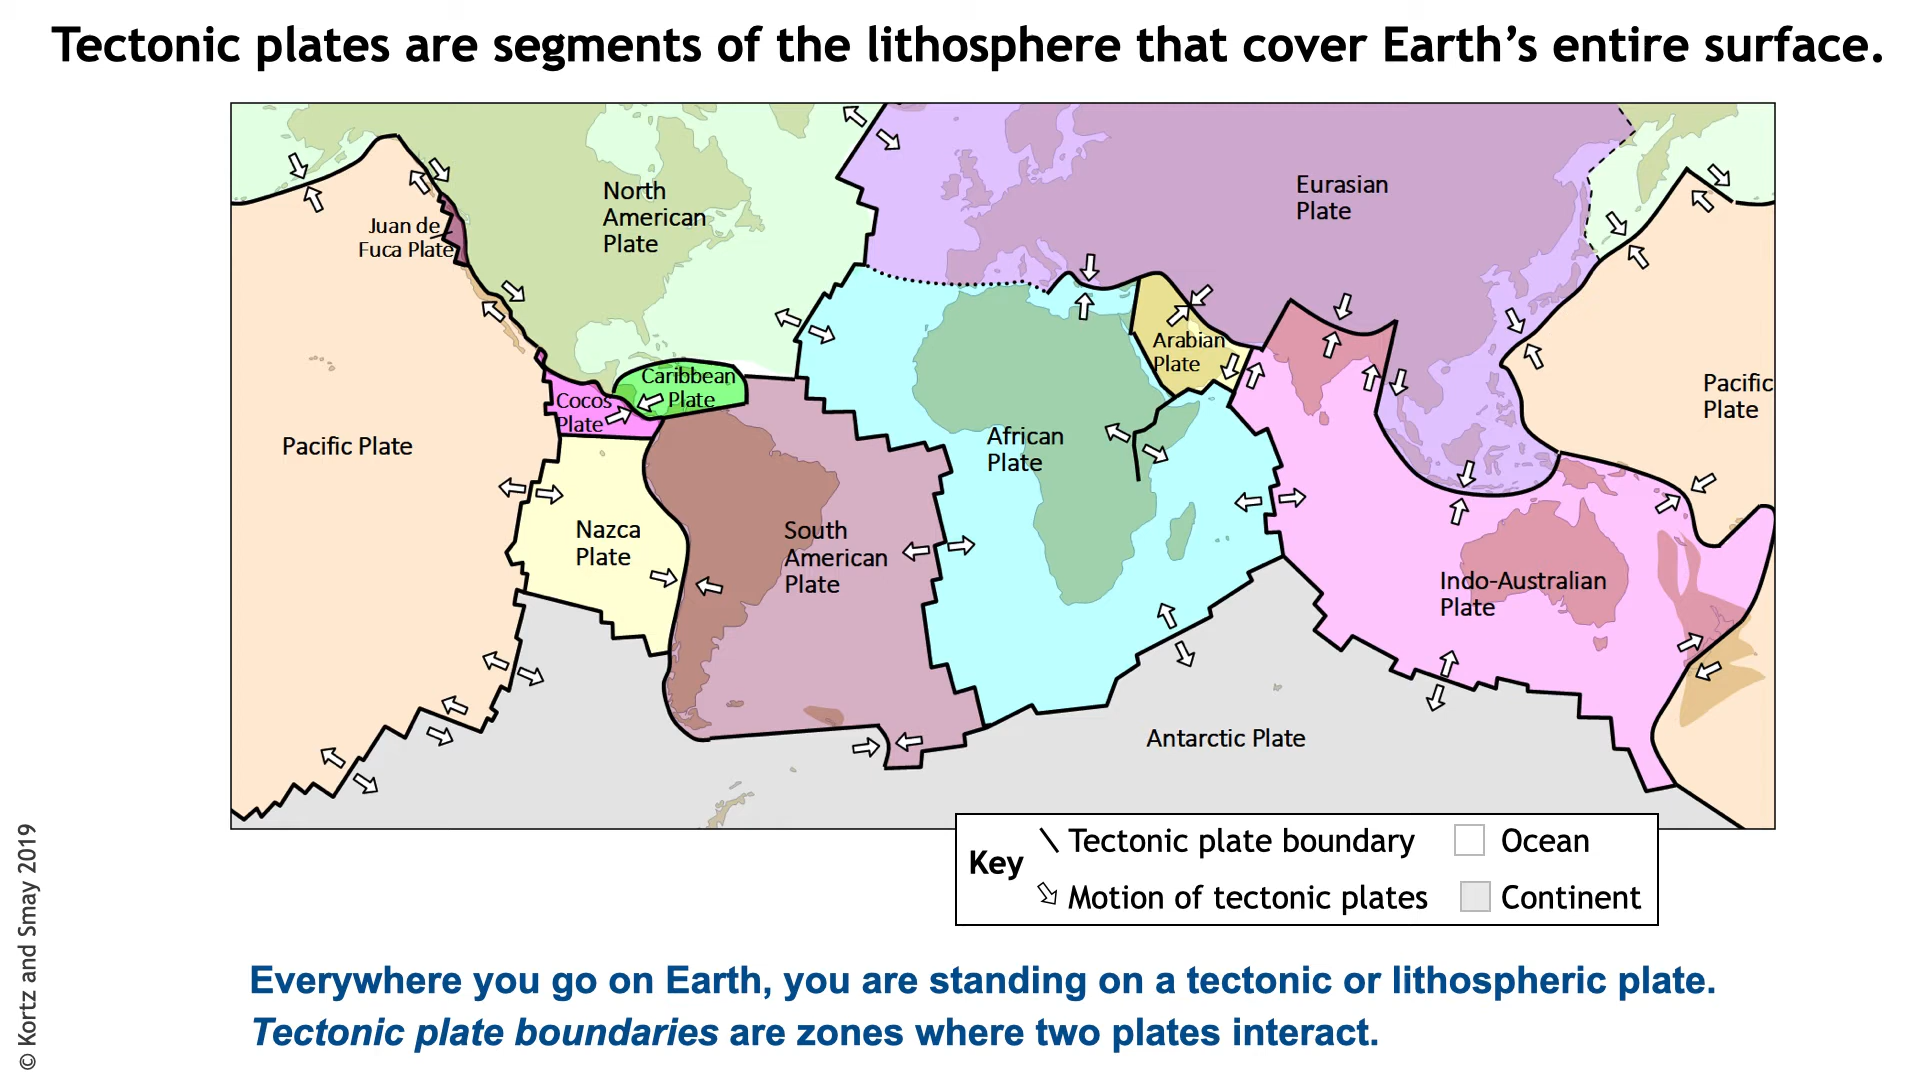 Tectonic plates are segments of the lithosphere that cover Earth's entire surface.
North
American
Plate
Eurasian
Plate
Juan de
Fuca Plate
Arabian
Plate
Caribbean
Plate
Cocos
Plate
Pacific
Plate
Pacific Plate
African
Plate
Nazca
Plate
South
American
Plate
Indo-Australian
Plate
Antarctic Plate
Key
Tectonic plate boundary
Ocean
Motion of tectonic plates
Continent
© Kortz and Smay 2019
Everywhere you go on Earth, you are standing on a tectonic or lithospheric plate.
Tectonic plate boundaries are zones where two plates interact.